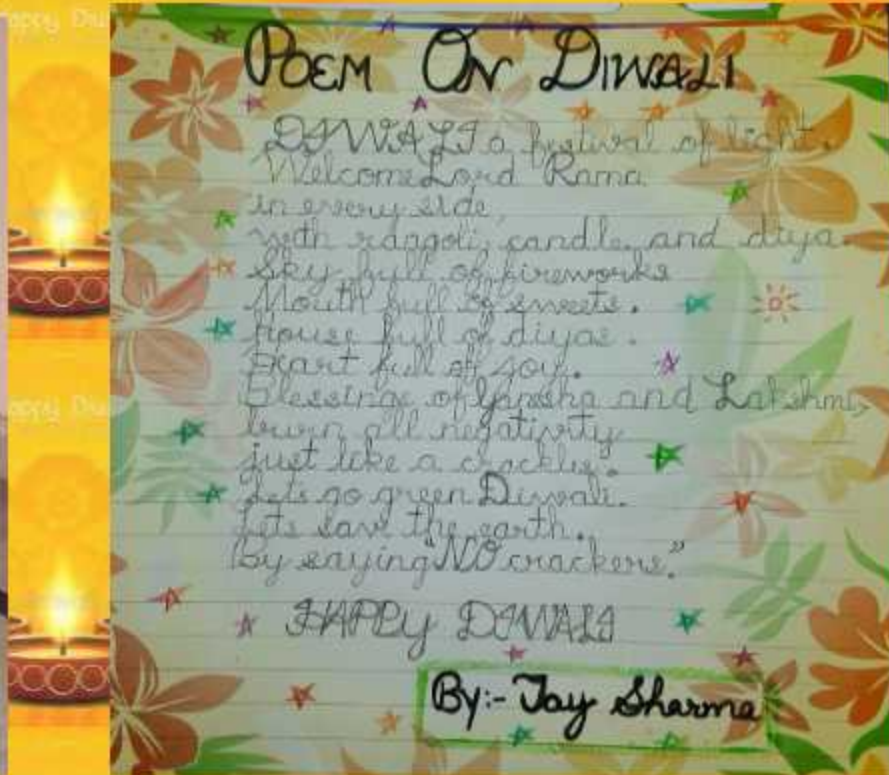 POEM ON DIWALI
DIWALI a festival of light.
Welcome Lord Rama
in every side,
with rangoli, candle, and diya.
Sky full of fireworks
Mouth full of sweets.
house full of diyas.
Heart full of joy.
Blessings of Ganesha and Lakshmi,
burn all negativity
just like a
Lets go green Diwali.
Lets save the earth.
By saying "NO crackers."
HAPPY DIWALI
By:- Jay Sharma